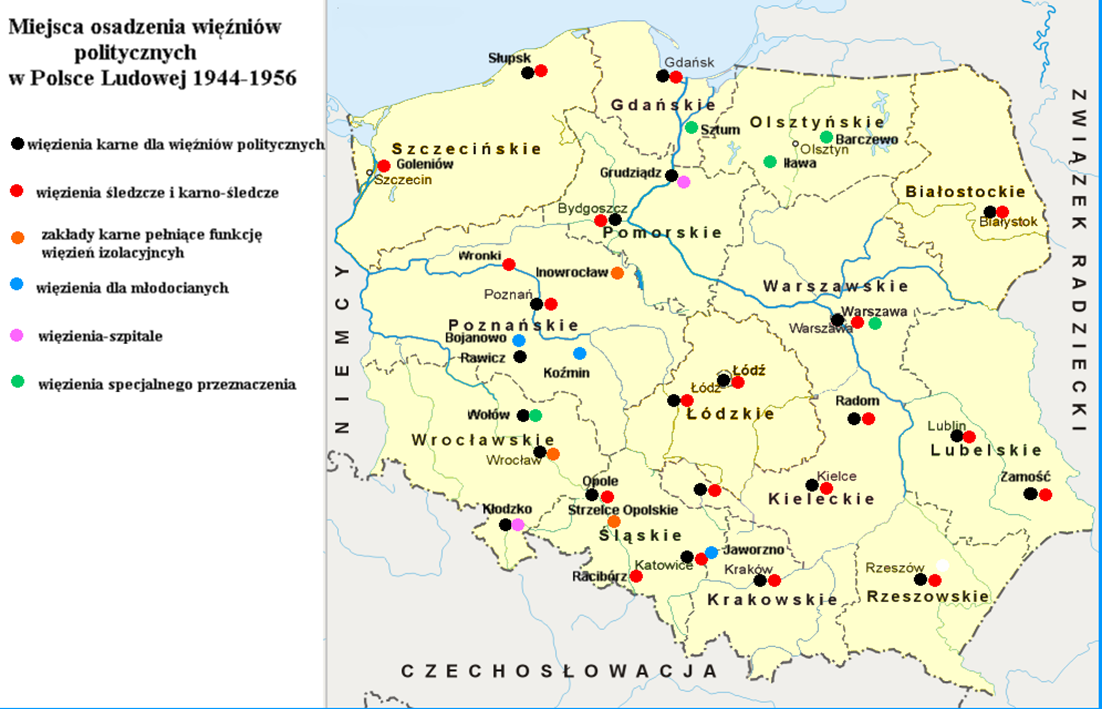 Miejsca osadzenia więźniów
politycznych
w Polsce Ludowej 1944-1956
więzienia karne dla więźniów politycznych
więzienia śledzcze i karno-śledcze
zakłady karne pełniące funkcję
więzień izolacyjncyh
więzienia dla młodocianych
więzienia-szpitale
więzienia specjalnego przeznaczenia
Słupsk
Gdańsk
Gdańskie
Sztum
Olsztyńskie
Barczewo
Olsztyn
Iława
Szczecińskie
Goleniów
Szczecin
Grudziądz
Białostockie
Białystok
Bydgoszcz
Pomorskie
Wronki
Inowrocław
Warszawskie
Poznań
Warszawa
Warszawa
Poznańskie
Bojanowo
Rawicz
Koźmin
Łódź
Łódź
Łódzkie
Radom
Wołów
Wrocławskie
Wrocław
Lublin
Lubelskie
Opole
Kielce
Kieleckie
Zamość
Strzelce Opolskie
Kłodzko
Śląskie
Jaworzno
Katowice
Kraków
Racibórz
Krakowskie
Rzeszów
Rzeszowskie
NIEMCY
ZWIĄZEK RADZIECKI
CZECHOSŁOWACJA